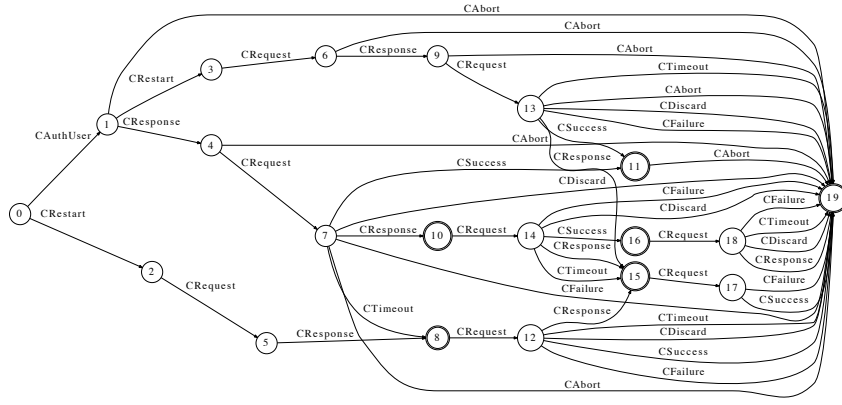 CAbort
CAbort
3
CRequest
6
CResponse
9
CAbort
CRestart
CRequest
CTimeout
CAbort
CDiscard
CFailure
13
1
CResponse
CAuthUser
4
CAbort
CSuccess
CResponse
11
CAbort
CRequest
CSuccess
CDiscard
0
CRestart
7
CResponse
10
CRequest
14
CFailure
CDiscard
CSuccess
CResponse
CTimeout
16
CRequest
18
CFailure
CTimeout
CDiscard
CResponse
19
2
CRequest
CTimeout
CFailure
15
CRequest
17
CFailure
CSuccess
5
CResponse
8
CRequest
12
CResponse
CTimeout
CDiscard
CSuccess
CFailure
CAbort